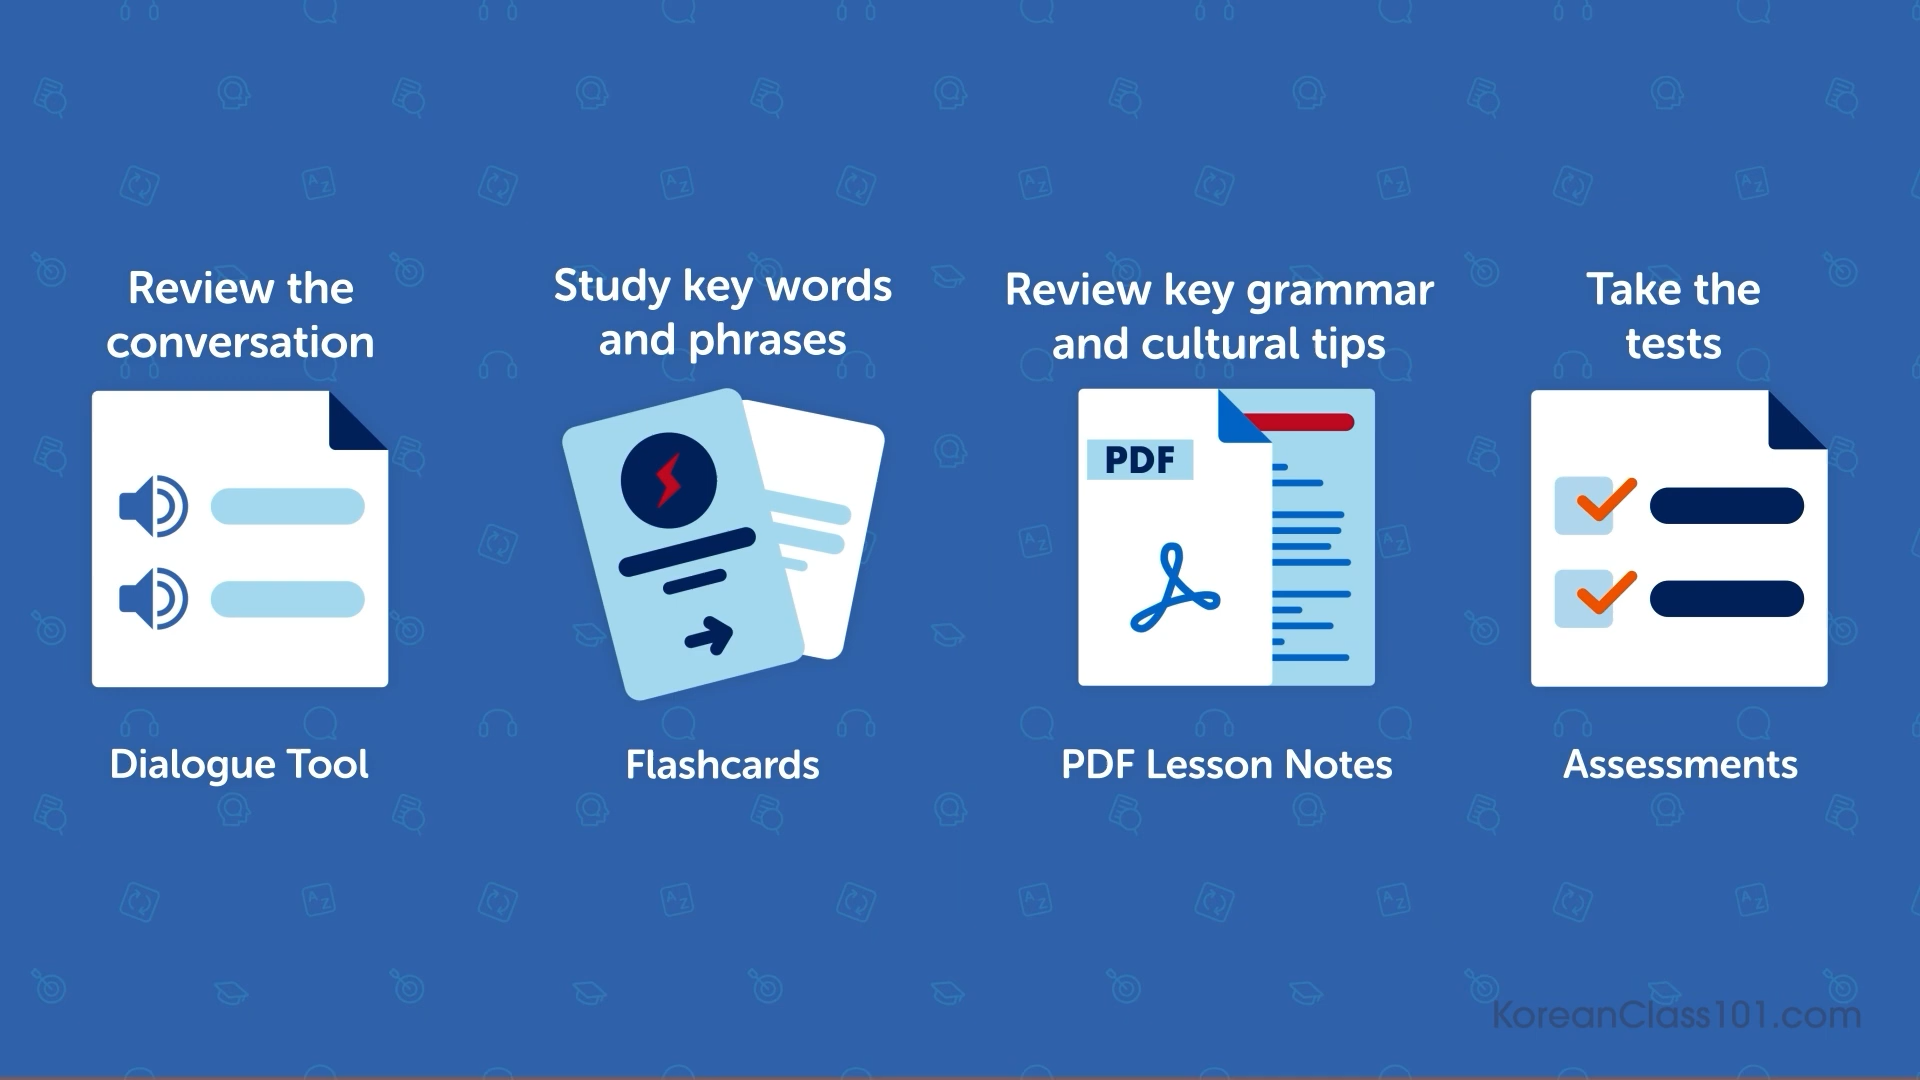 Review the
conversation
Dialogue Tool
Study key words
and phrases
Flashcards
Review key grammar
and cultural tips
PDF
PDF Lesson Notes
Take the
tests
Assessments
KoreanClass101.com